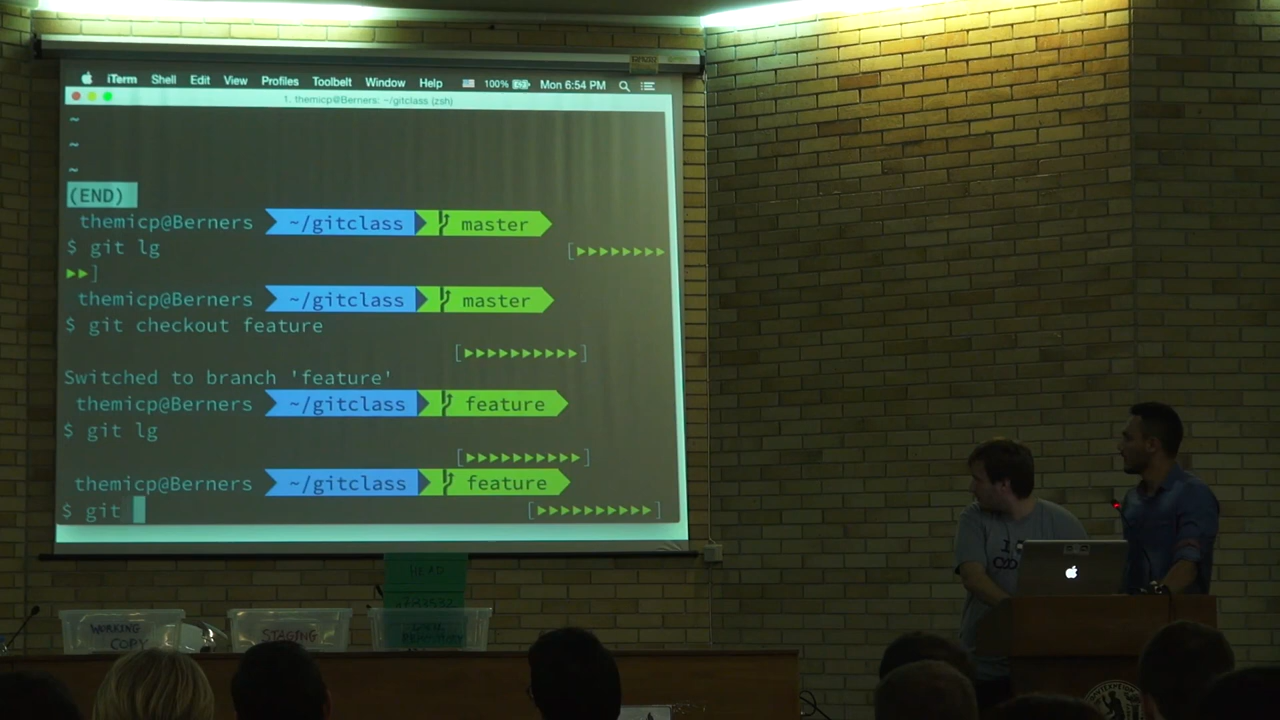 iTerm Shell Edit View Profiles Toolbelt Window Help 100% Mon 6:54 PM
1. themicp@Berners: ~/gitclass (zsh)
~
~
~
(END)
themicp@Berners ~/gitclass master
$ git lg
themicp@Berners ~/gitclass master
$ git checkout feature
Switched to branch 'feature'
themicp@Berners ~/gitclass feature
$ git lg
themicp@Berners ~/gitclass feature
$ git
HEAD
WORKING
COPY
STAGING